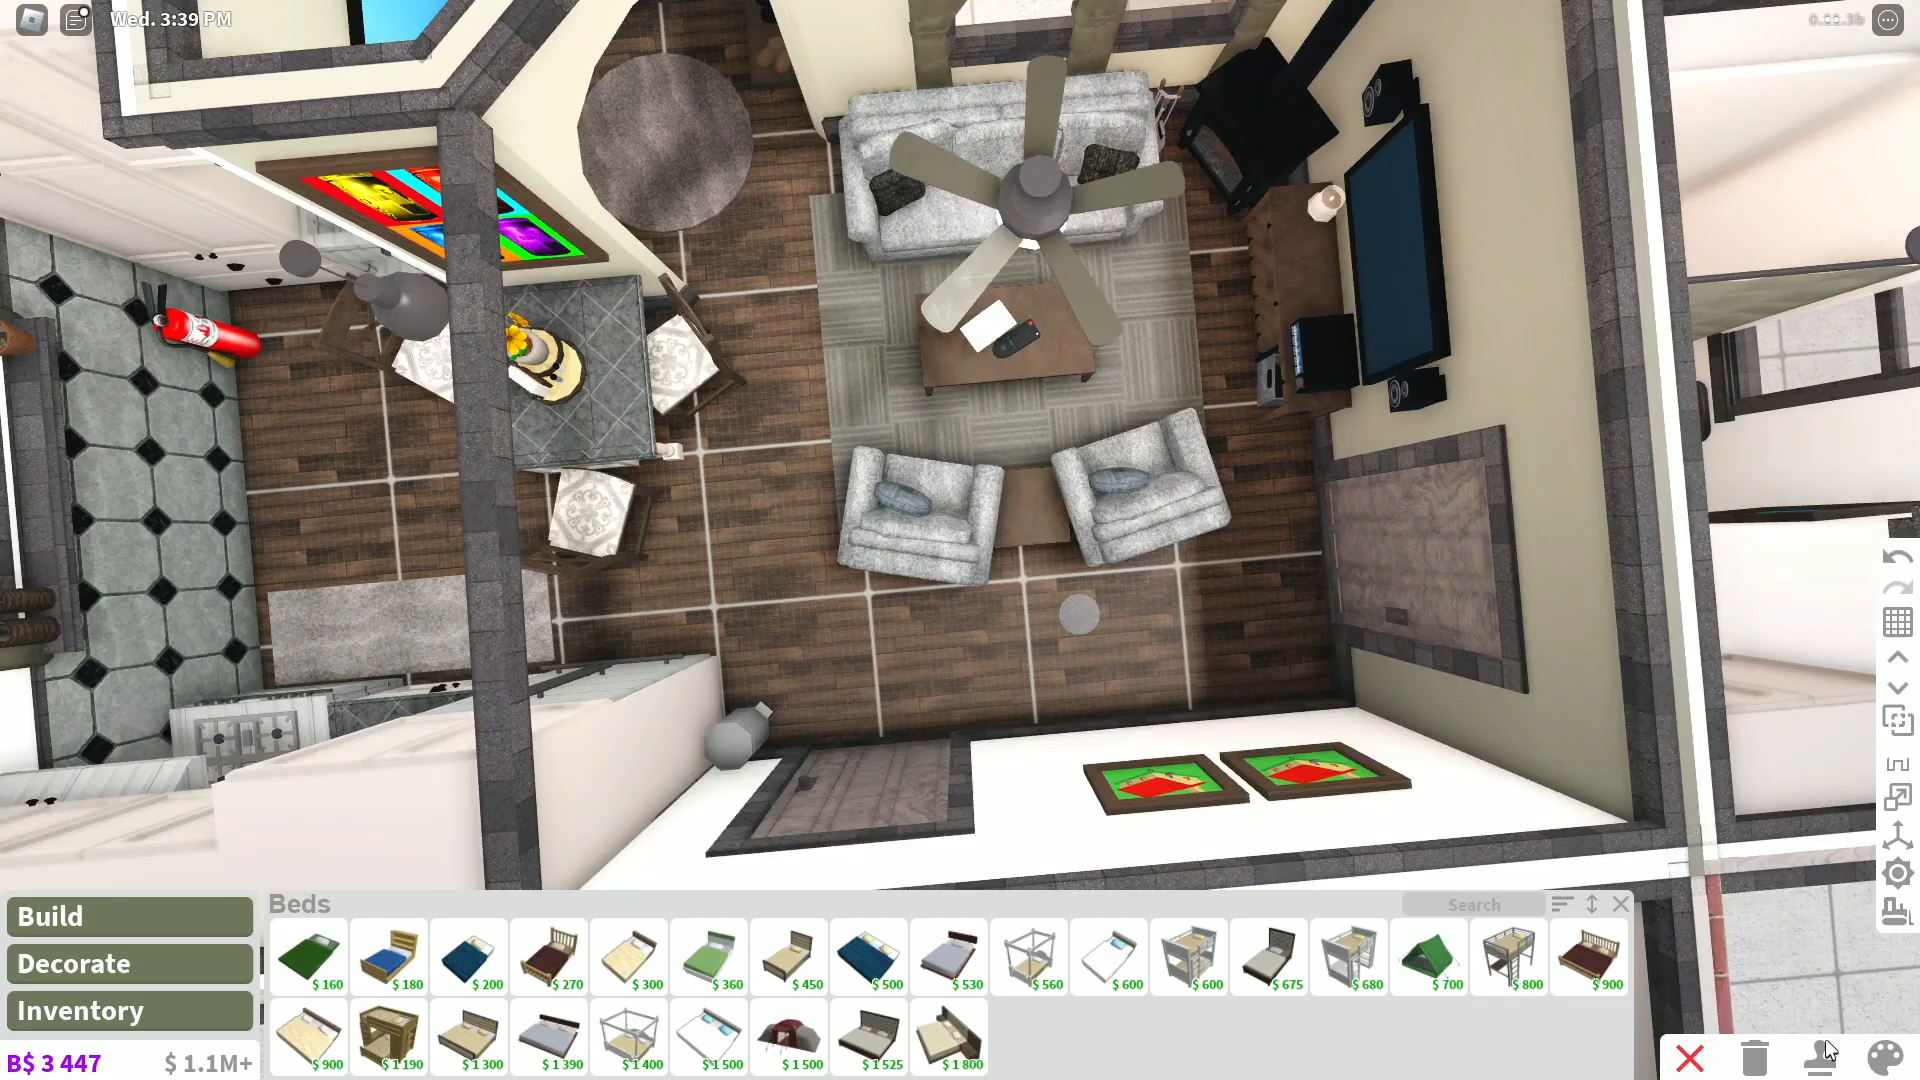 Wed. 3:39 PM
Build
Decorate
Inventory
B$ 3 447
$ 1.1M+
Beds
Search
$ 160
$ 180
$ 200
$ 270
$ 300
$ 360
$ 450
$ 500
$ 530
$ 560
$ 600
$ 600
$ 675
$ 680
$ 700
$ 800
$ 900
$ 900
$ 1 190
$ 1 300
$ 1 390
$ 1 400
$ 1 500
$ 1 500
$ 1 525
$ 1 800